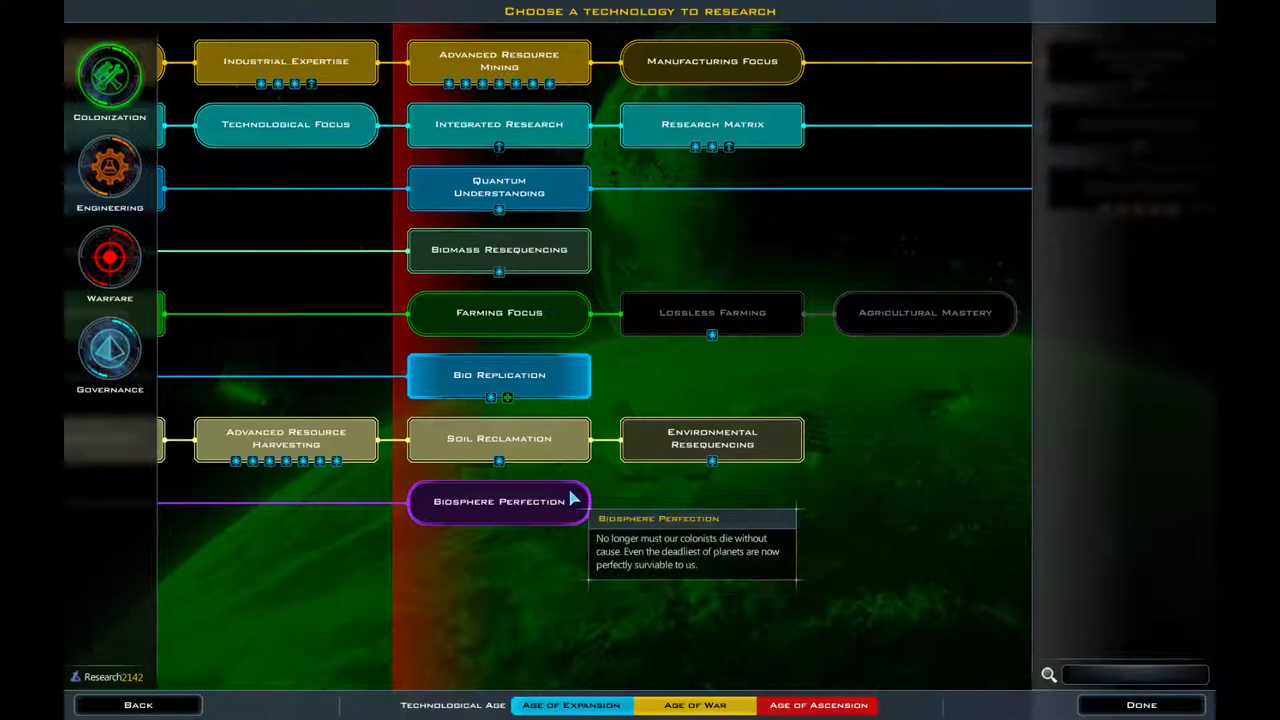 Choose a technology to research
Industrial Expertise
Advanced Resource
Mining
Manufacturing Focus
Colonization
Technological Focus
Integrated Research
Research Matrix
Quantum
Understanding
Engineering
Biomass Resequencing
Warfare
Farming Focus
Lossless Farming
Agricultural Mastery
Bio Replication
Governance
Advanced Resource
Harvesting
Soil Reclamation
Environmental
Resequencing
Biosphere Perfection
Biosphere Perfection
No longer must our colonists die without
cause. Even the deadliest of planets are now
perfectly surviable to us.
Research2142
Back
Technological Age
Age of Expansion
Age of War
Age of Ascension
Done